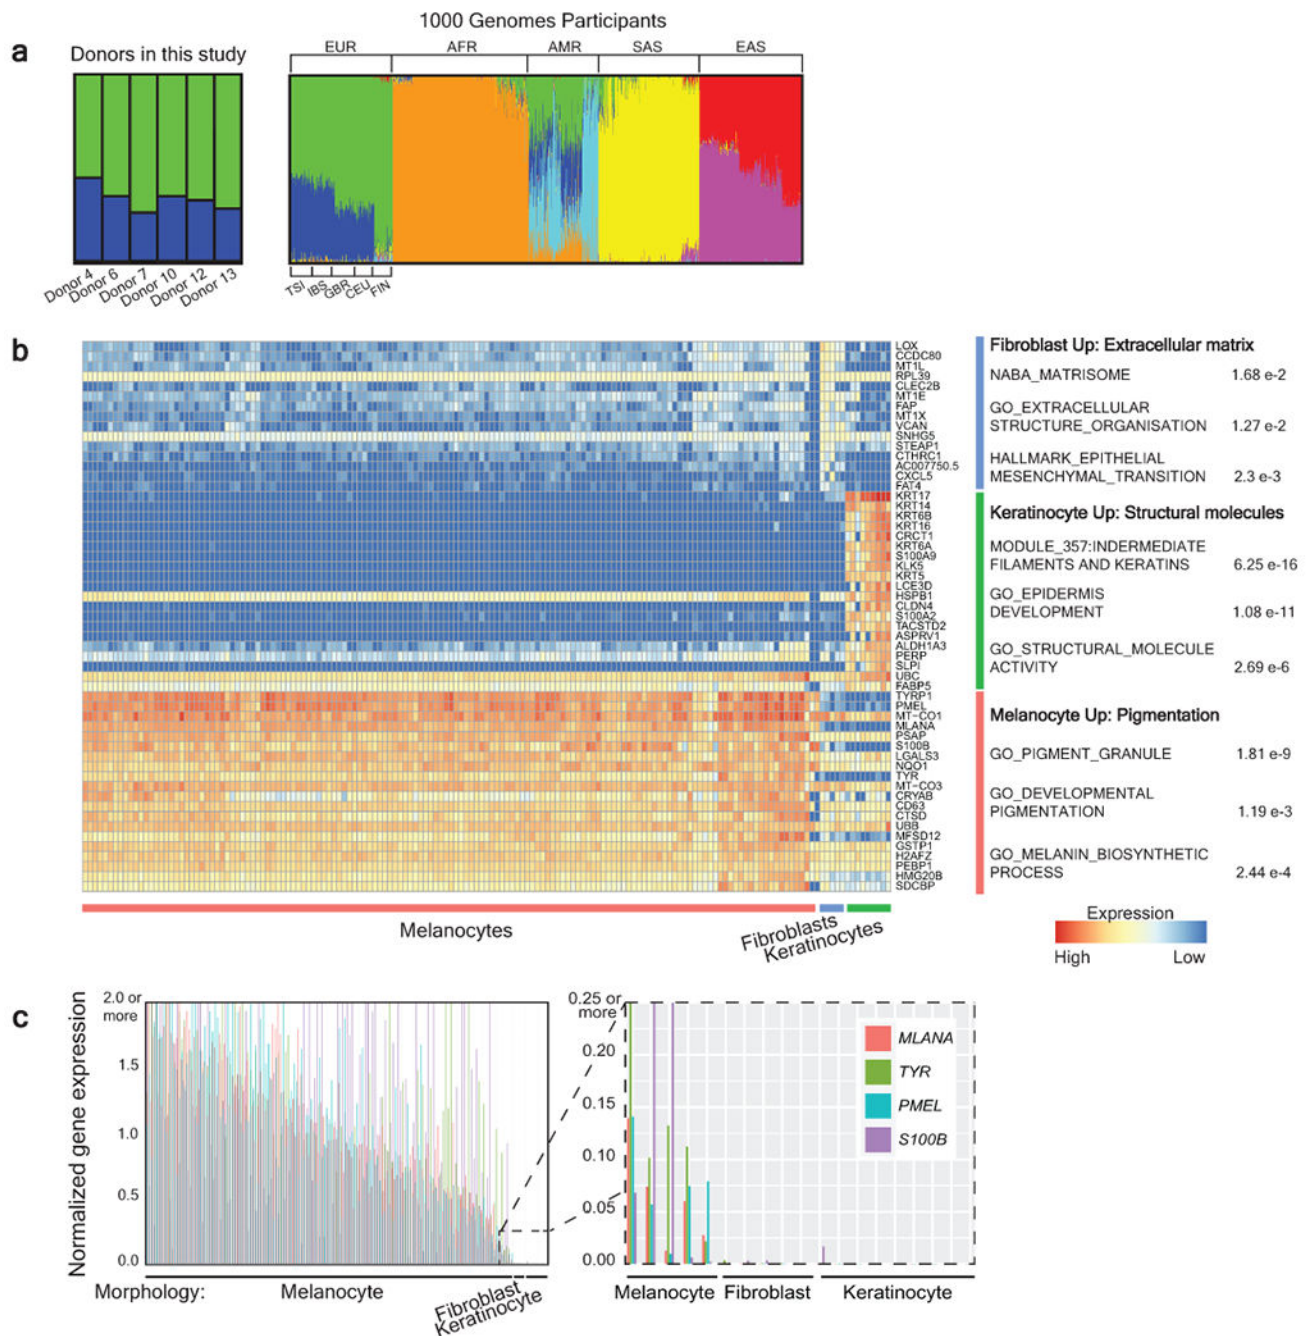 1000 Genomes Participants
a
Donors in this study
EUR AFR AMR SAS EAS
Donor 4 Donor 6 Donor 7 Donor 10 Donor 12 Donor 13
TSI IBS GBR CEU FIN
b
LOX
CCDC80
MT1L
RPL39
CLEC2B
MT1E
FAP
MT1X
VCAN
SNHG5
STEAP1
CTHRC1
AC007750.5
CXCL5
FAT4
KRT17
KRT14
KRT6B
KRT16
CRCT1
KRT6A
S100A9
KLK5
KRT5
LCE3D
HSPB1
CLDN4
S100A2
TACSTD2
ASPRV1
ALDH1A3
PERP
SLPI
UBC
FABP5
TYRP1
PMEL
MT-CO1
MLANA
PSAP
S100B
LGALS3
NQO1
TYR
MT-CO3
CRYAB
CD63
CTSD
UBB
MFSD12
GSTP1
H2AFZ
PEBP1
HMG20B
SDCBP
Melanocytes
Fibroblasts
Keratinocytes
Fibroblast Up: Extracellular matrix
NABA_MATRISOME 1.68 e-2
GO_EXTRACELLULAR
STRUCTURE_ORGANISATION 1.27 e-2
HALLMARK_EPITHELIAL
MESENCHYMAL_TRANSITION 2.3 e-3
Keratinocyte Up: Structural molecules
MODULE_357:INDERMEDIATE
FILAMENTS AND KERATINS 6.25 e-16
GO_EPIDERMIS
DEVELOPMENT 1.08 e-11
GO_STRUCTURAL_MOLECULE
ACTIVITY 2.69 e-6
Melanocyte Up: Pigmentation
GO_PIGMENT_GRANULE 1.81 e-9
GO_DEVELOPMENTAL
PIGMENTATION 1.19 e-3
GO_MELANIN_BIOSYNTHETIC
PROCESS 2.44 e-4
Expression
High Low
c
Normalized gene expression
2.0 or
more
1.5
1.0
0.5
0.0
Morphology: Melanocyte Fibroblast Keratinocyte
0.25 or
more
0.20
0.15
0.10
0.05
0.00
MLANA
TYR
PMEL
S100B
Melanocyte Fibroblast Keratinocyte